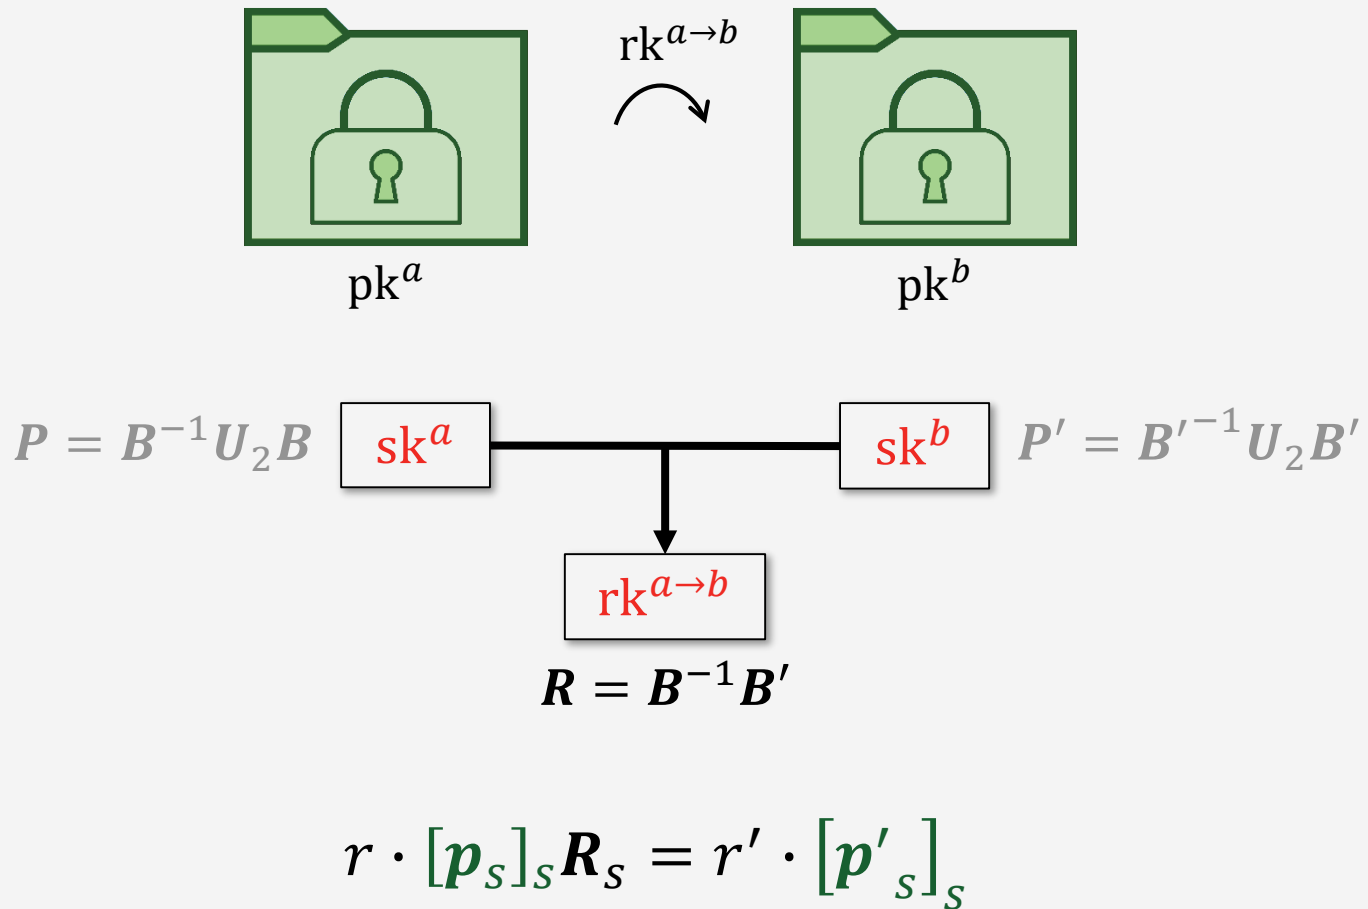 rk^{a→b}
pk^a pk^b
P = B^{-1}U_2B sk^a sk^b P′ = B′^{-1}U_2B′
rk^{a→b}
R = B^{-1}B′
r · [p_s]_s R_s = r′ · [p′_s]_s